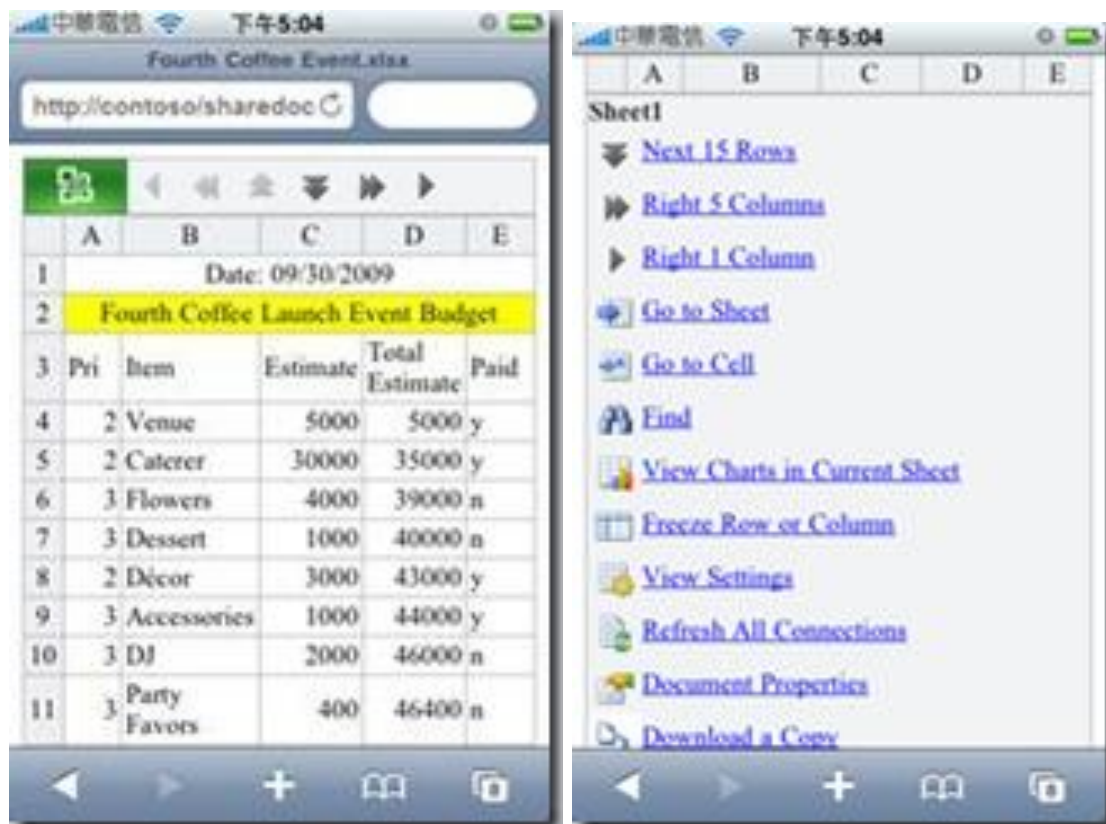 中華電信 下午5:04
Fourth Coffee Event.xlsx
http://contoso/sharedoc
A B C D E
1 Date: 09/30/2009
2 Fourth Coffee Launch Event Budget
3 Pri Item Estimate Total Estimate Paid
4 2 Venue 5000 5000 y
5 2 Caterer 30000 35000 y
6 3 Flowers 4000 39000 n
7 3 Dessert 1000 40000 n
8 2 Décor 3000 43000 y
9 3 Accessories 1000 44000 y
10 3 DJ 2000 46000 n
11 3 Party Favors 400 46400 n
中華電信 下午5:04
A B C D E
Sheet1
Next 15 Rows
Right 5 Columns
Right 1 Column
Go to Sheet
Go to Cell
Find
View Charts in Current Sheet
Freeze Row or Column
View Settings
Refresh All Connections
Document Properties
Download a Copy